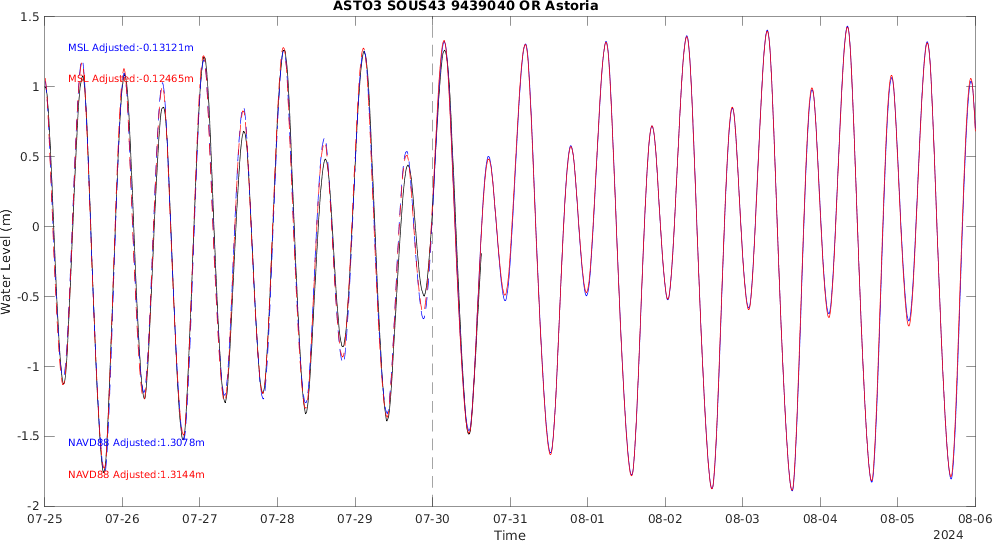 ASTO3 SOUS43 9439040 OR Astoria
1.5
MSL Adjusted:-0.13121m
MSL Adjusted:-0.12465m
1
0.5
0
-0.5
-1
-1.5
-2
Water Level (m)
NAVD88 Adjusted:1.3078m
NAVD88 Adjusted:1.3144m
07-25 07-26 07-27 07-28 07-29 07-30 07-31 08-01 08-02 08-03 08-04 08-05 08-06
Time
2024